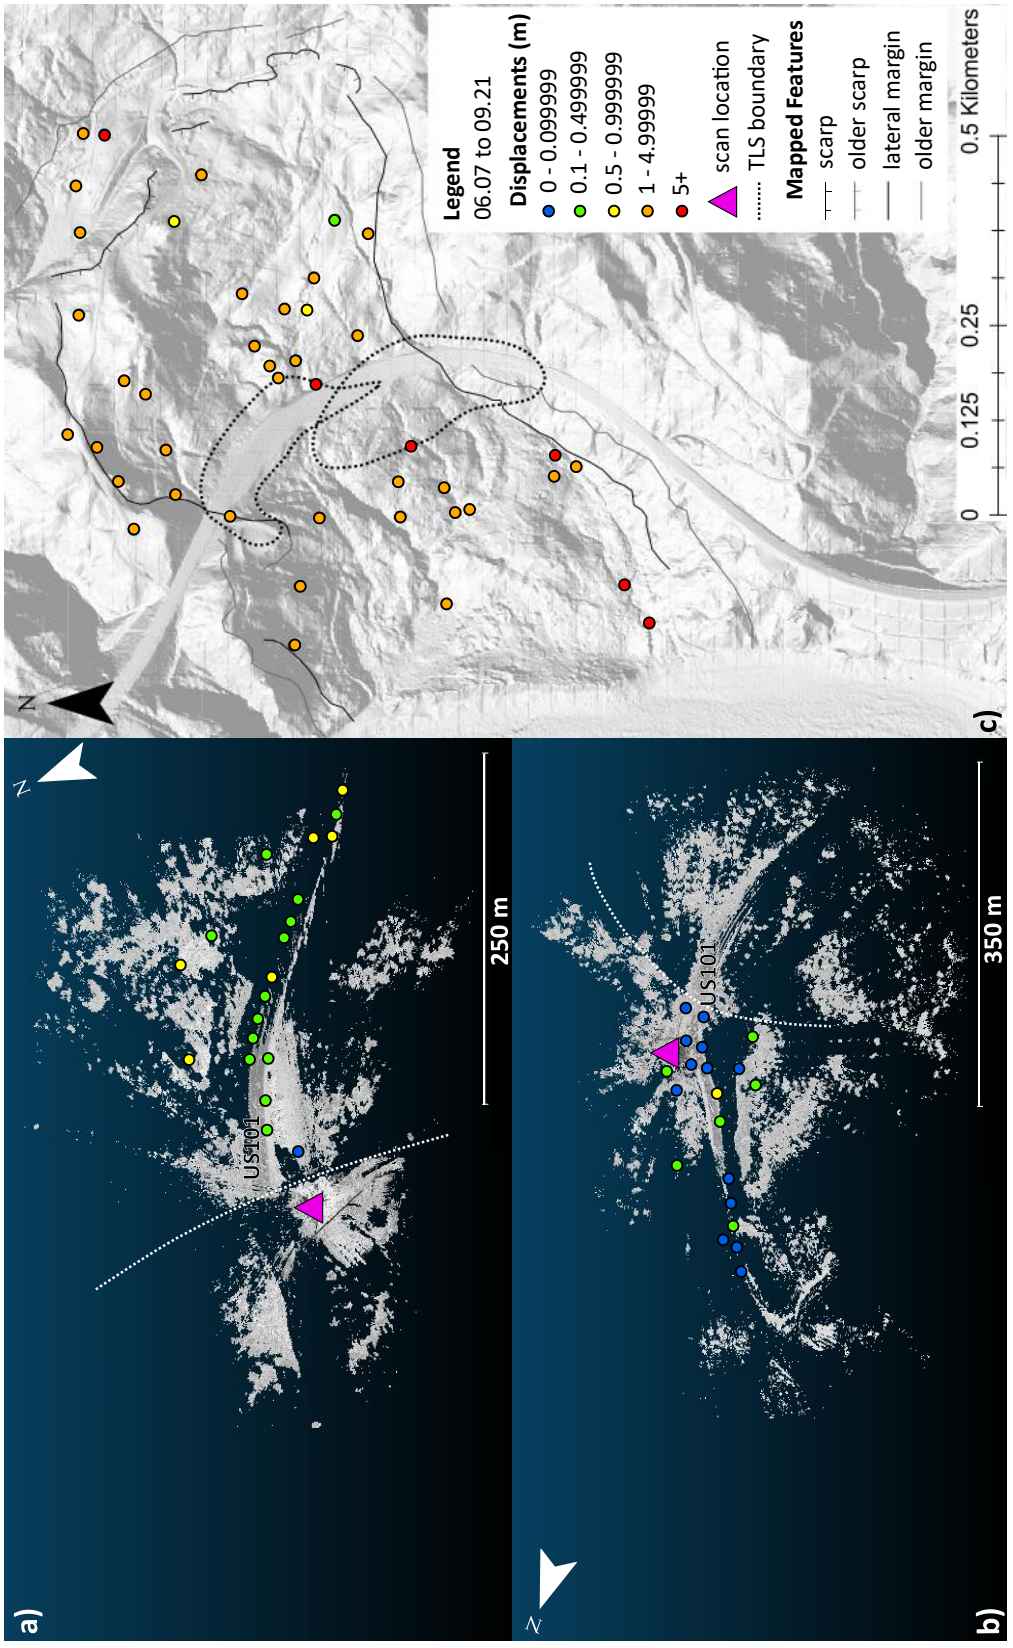 a)
US101
N
250 m
b)
N
US101
350 m
c)
N
Legend
06.07 to 09.21
Displacements (m)
0 - 0.099999
0.1 - 0.499999
0.5 - 0.999999
1 - 4.99999
5+
scan location
TLS boundary
Mapped Features
scarp
older scarp
lateral margin
older margin
0 0.125 0.25 0.5 Kilometers